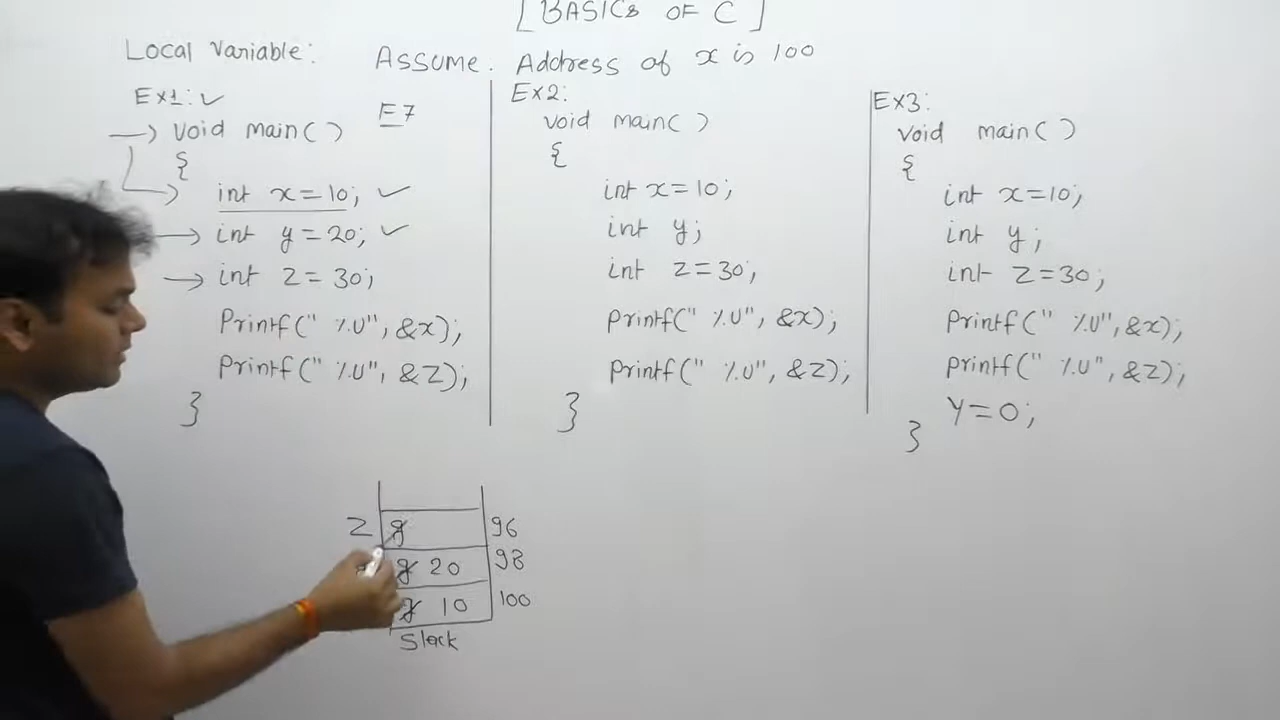 [ BASICS OF C ]
Local Variable: Assume: Address of x is 100
Ex1: ✓
F7
void main( )
{
int x = 10; ✓
int y = 20; ✓
int z = 30;
Printf(" %U", &x);
Printf(" %U", &z);
}
Ex2:
void main( )
{
int x = 10;
int y;
int z = 30;
Printf(" %U", &x);
Printf(" %U", &z);
}
Ex3:
void main( )
{
int x = 10;
int y;
int z = 30;
Printf(" %U", &x);
Printf(" %U", &z);
Y = 0;
}
z g 96
g 20 98
g 10 100
Stack